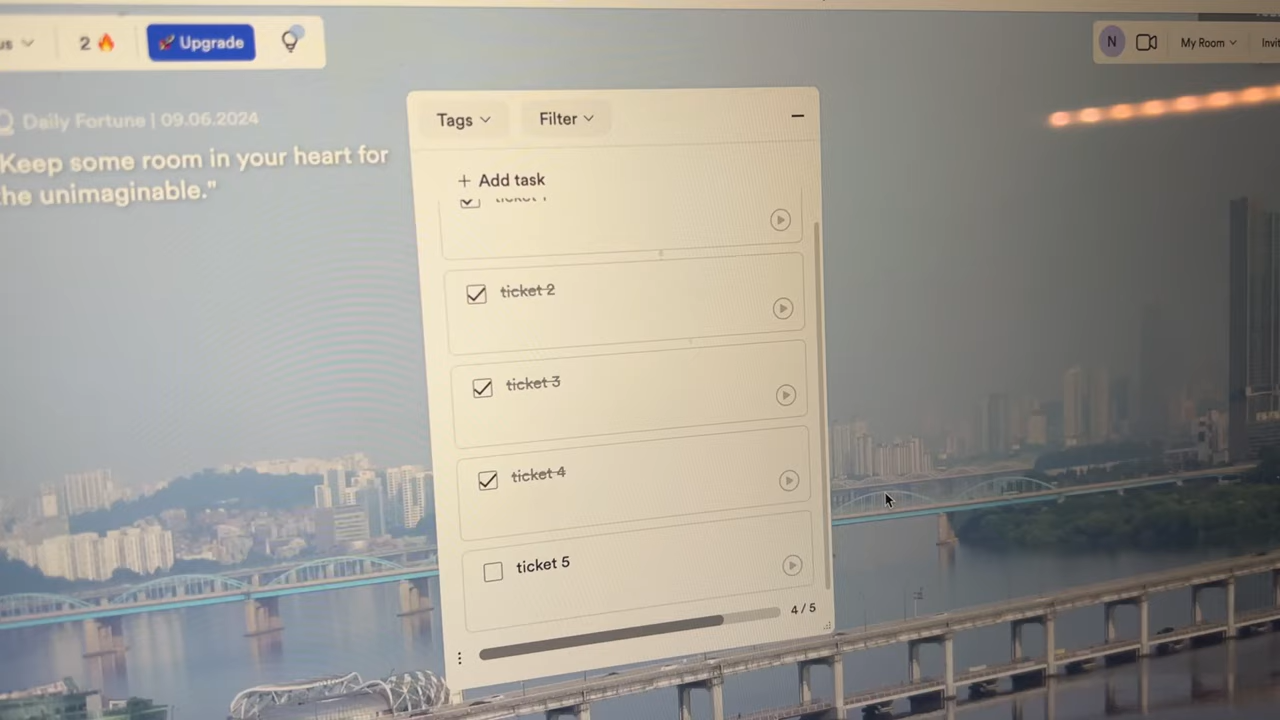 us
2
Upgrade
N
My Room
Daily Fortune | 09.06.2024
Keep some room in your heart for
he unimaginable."
Tags
Filter
+ Add task
ticket 2
ticket 3
ticket 4
ticket 5
4 / 5